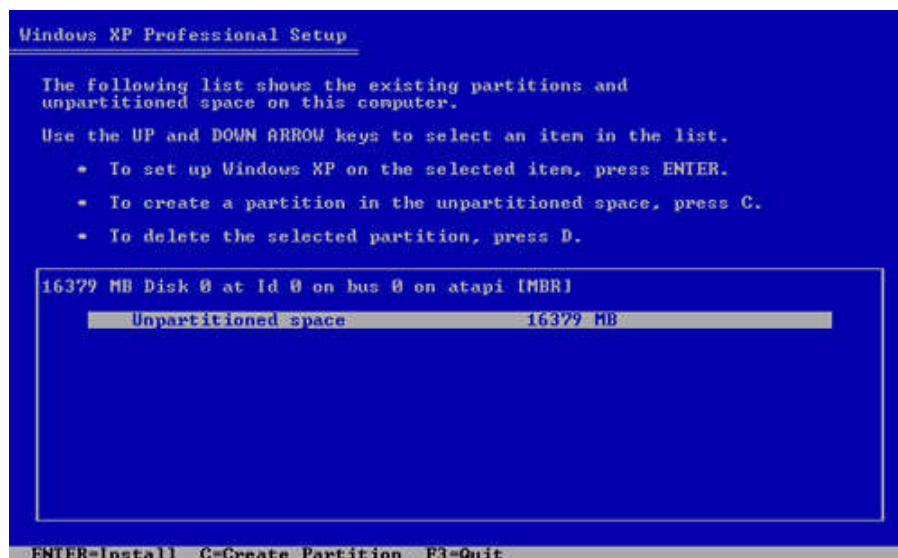 Windows XP Professional Setup
The following list shows the existing partitions and
unpartitioned space on this computer.
Use the UP and DOWN ARROW keys to select an item in the list.
• To set up Windows XP on the selected item, press ENTER.
• To create a partition in the unpartitioned space, press C.
• To delete the selected partition, press D.
16379 MB Disk 0 at Id 0 on bus 0 on atapi [MBR]
Unpartitioned space 16379 MB
ENTER=Install C=Create Partition F3=Quit